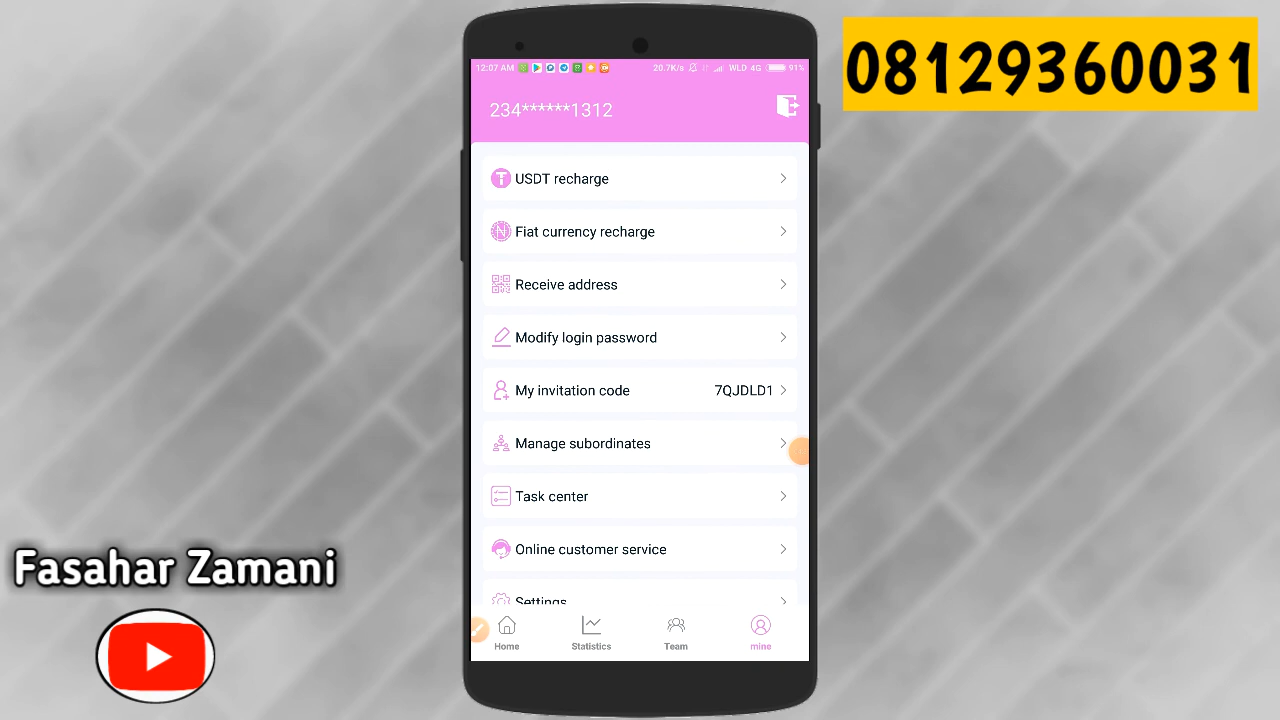 08129360031
12:07 AM
20.7K/s
WLD 4G
91%
234******1312
USDT recharge
Fiat currency recharge
Receive address
Modify login password
My invitation code 7QJDLD1
Manage subordinates
Task center
Online customer service
Settings
Home Statistics Team mine
Fasahar Zamani